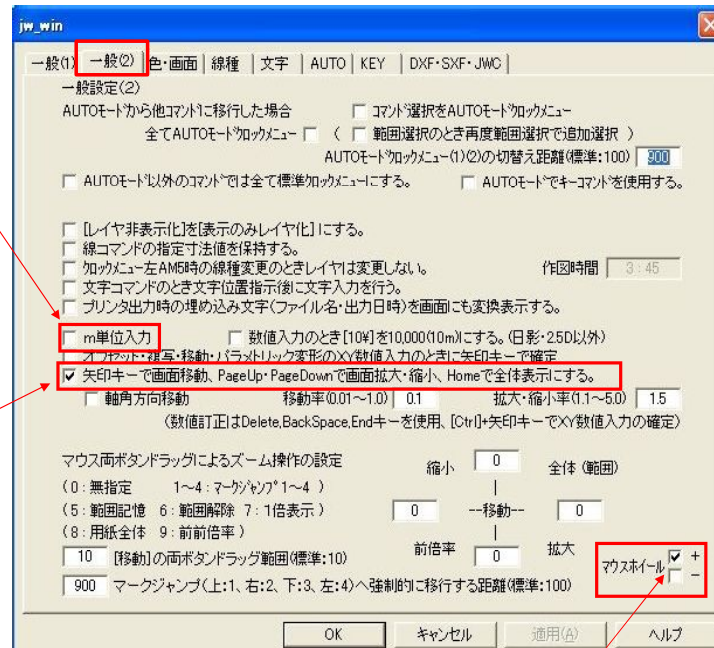 jw_win
一般(1) 一般(2) 色・画面 線種 文字 AUTO KEY DXF・SXF・JWC
一般設定(2)
AUTOモードから他コマンドに移行した場合 コマンド選択をAUTOモードクロックメニュー
全てAUTOモードクロックメニュー ( 範囲選択のとき再度範囲選択で追加選択 )
AUTOモードクロックメニュー(1)(2)の切替え距離(標準:100) 900
AUTOモード以外のコマンドでは全て標準クロックメニューにする。 AUTOモードでキーコマンドを使用する。
[レイヤ非表示化]を[表示のみレイヤ化]にする。
線コマンドの指定寸法値を保持する。
クロックメニュー左AM5時の線種変更のときレイヤは変更しない。 作図時間 3:45
文字コマンドのとき文字位置指示後に文字入力を行う。
プリンタ出力時の埋め込み文字(ファイル名・出力日時)を画面にも変換表示する。
m単位入力 数値入力のとき[10¥]を10,000(10m)にする。(日影・2.5D以外)
オフセット・複写・移動・パラメトリック変形のXY数値入力のときに矢印キーで確定
矢印キーで画面移動、PageUp・PageDownで画面拡大・縮小、Homeで全体表示にする。
軸角方向移動 移動率(0.01～1.0) 0.1 拡大・縮小率(1.1～5.0) 1.5
(数値訂正はDelete,BackSpace,Endキーを使用、[Ctrl]+矢印キーでXY数値入力の確定)
マウス両ボタンドラッグによるズーム操作の設定 縮小 0 全体 (範囲)
(0:無指定 1～4:マークジャンプ1～4 )
(5:範囲記憶 6:範囲解除 7:1倍表示) 0 --移動-- 0
(8:用紙全体 9:前前倍率)
10 [移動]の両ボタンドラッグ範囲(標準:10) 前倍率 0 拡大 マウスホイール + -
900 マークジャンプ(上:1、右:2、下:3、左:4)へ強制的に移行する距離(標準:100)
OK キャンセル 適用(A) ヘルプ